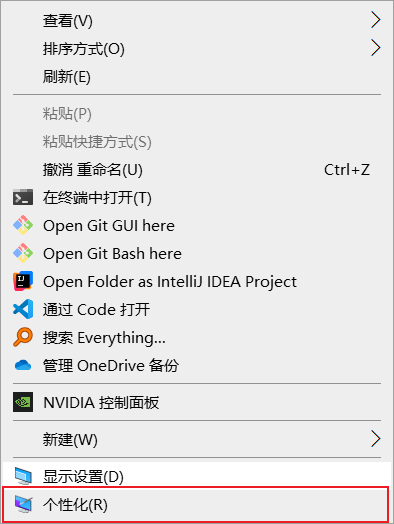 查看(V)
排序方式(O)
刷新(E)
粘贴(P)
粘贴快捷方式(S)
撤消 重命名(U) Ctrl+Z
在终端中打开(T)
Open Git GUI here
Open Git Bash here
Open Folder as IntelliJ IDEA Project
通过 Code 打开
搜索 Everything...
管理 OneDrive 备份
NVIDIA 控制面板
新建(W)
显示设置(D)
个性化(R)